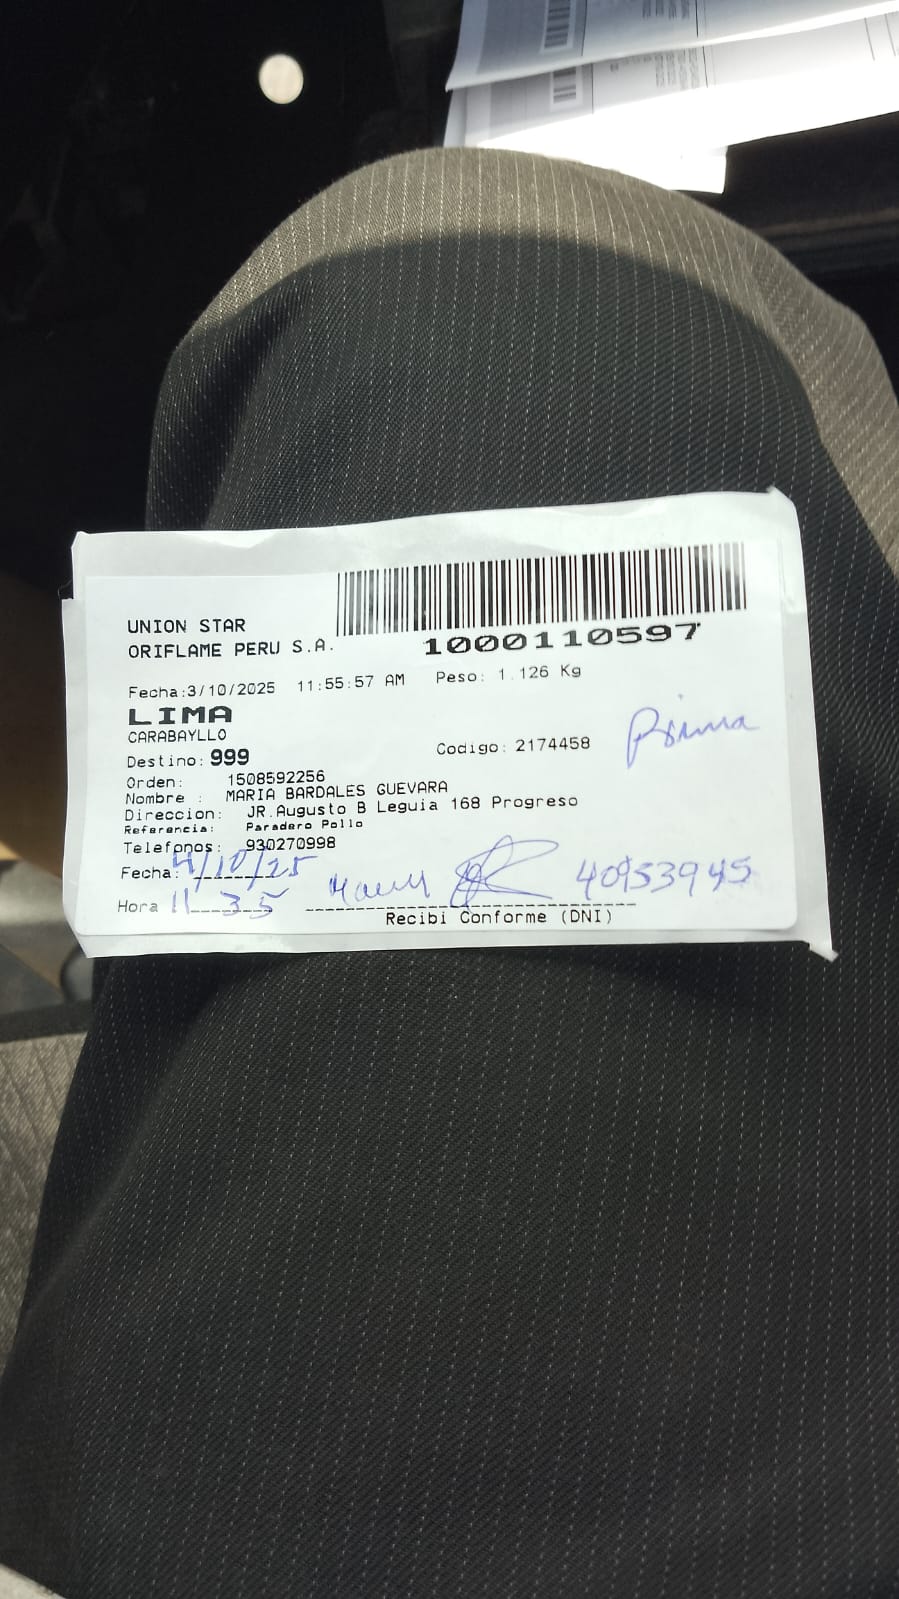 1000110597
UNION STAR
ORIFLAME PERU S.A.
Fecha:3/10/2025 11:55:57 AM Peso: 1.126 Kg
LIMA
CARABAYLLO
Destino: 999 Codigo: 2174458
Prima
Orden: 1508592256
Nombre : MARIA BARDALES GUEVARA
Direccion: JR.Augusto B Leguia 168 Progreso
Referencia: Paradero Pollo
Telefonos: 930270998
Fecha: 4/10/25
Hora 11 35 40953945
Recibi Conforme (DNI)